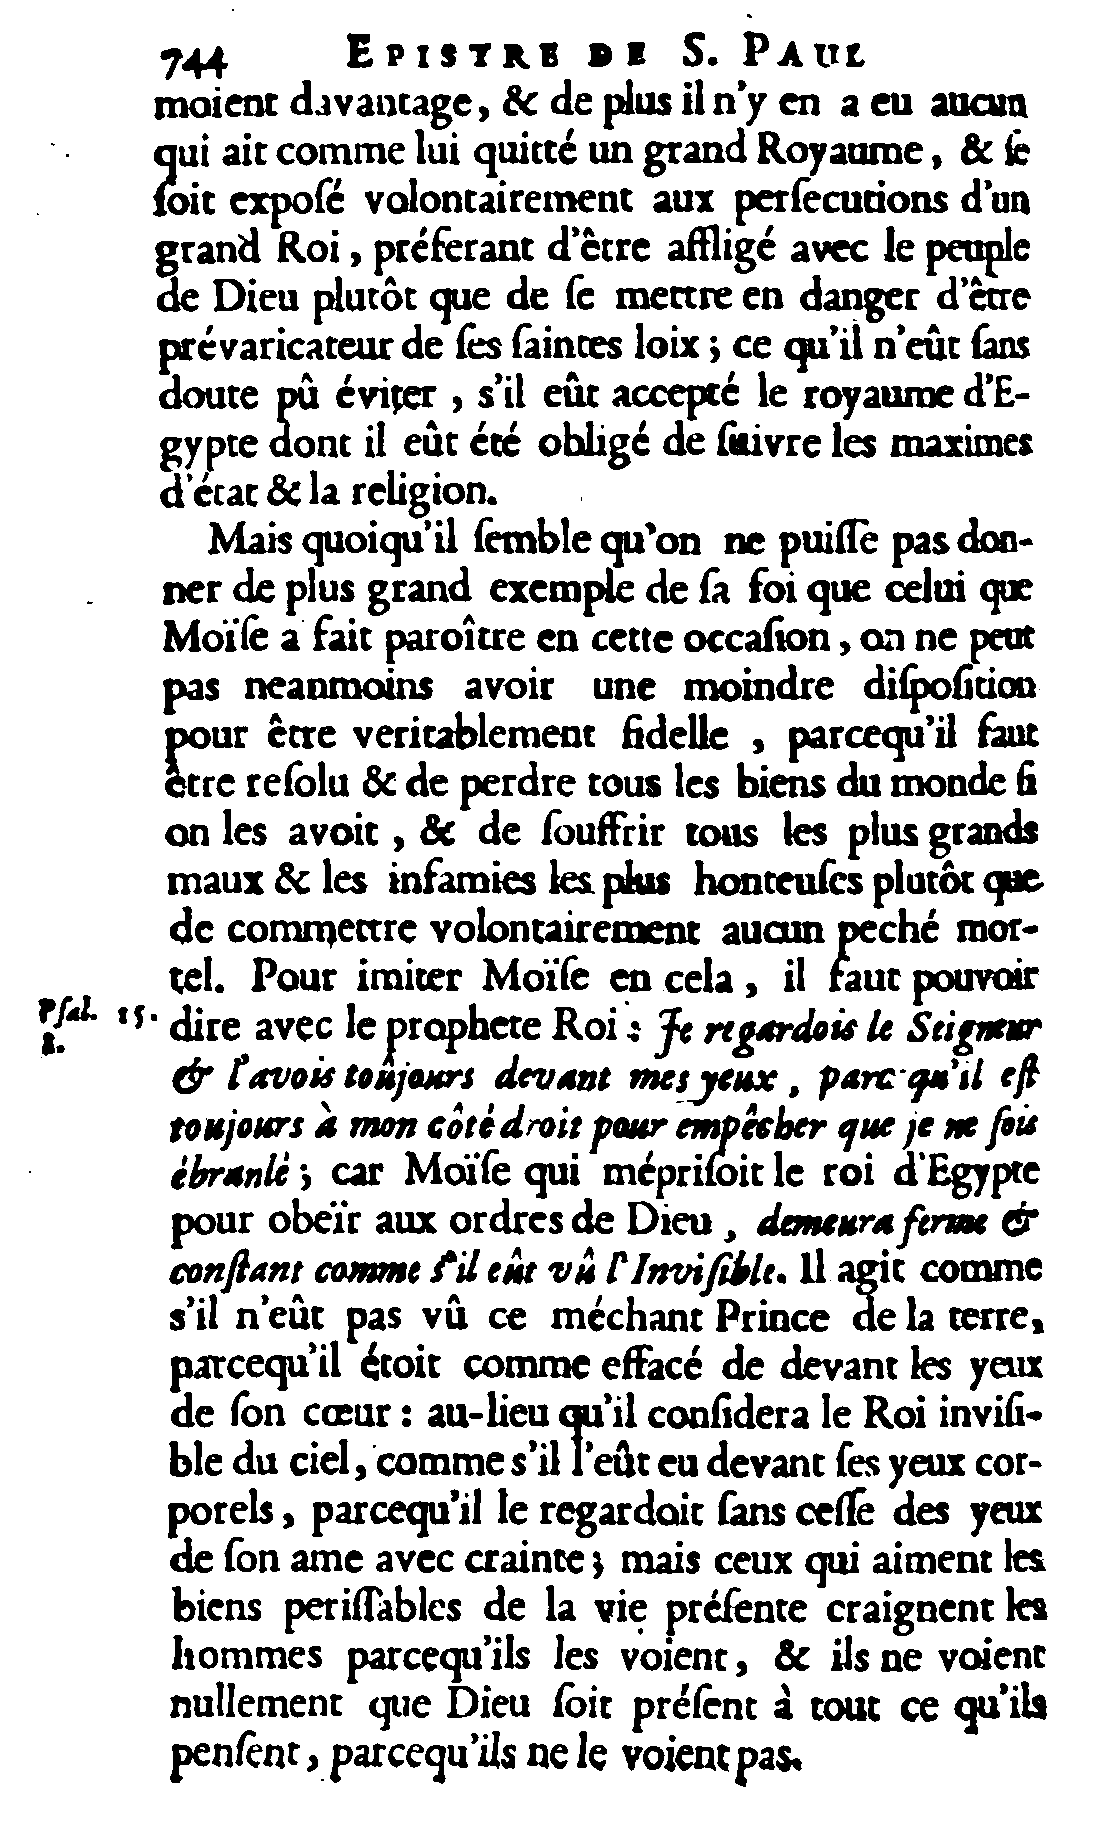 744 EPISTRE DE S. PAUL
moient davantage, & de plus il n'y en a eu aucun
qui ait comme lui quitté un grand Royaume, & ſe
ſoit expoſé volontairement aux perſecutions d'un
grand Roi, préferant d'être affligé avec le peuple
de Dieu plutôt que de ſe mettre en danger d'être
prévaricateur de ſes ſaintes loix; ce qu'il n'eût ſans
doute pû éviter, s'il eût accepté le royaume d'E-
gypte dont il eût été obligé de ſuivre les maximes
d'état & la religion.
Mais quoiqu'il ſemble qu'on ne puiſſe pas don-
ner de plus grand exemple de ſa foi que celui que
Moïſe a fait paroître en cette occaſion, on ne peut
pas neanmoins avoir une moindre diſpoſition
pour être veritablement fidelle, parcequ'il faut
être reſolu & de perdre tous les biens du monde ſi
on les avoit, & de ſouffrir tous les plus grands
maux & les infamies les plus honteuſes plutôt que
de commettre volontairement aucun peché mor-
tel. Pour imiter Moïſe en cela, il faut pouvoir
Pſal. 15.
8.
dire avec le prophete Roi: Je regardois le Seigneur
& l'avois toûjours devant mes yeux, parc qu'il eſt
toujours à mon côté droit pour empêcher que je ne ſois
ébranlé; car Moïſe qui mépriſoit le roi d'Egypte
pour obeïr aux ordres de Dieu, demeura ferme &
conſtant comme ſ'il eût vû l'Inviſible. Il agit comme
s'il n'eût pas vû ce méchant Prince de la terre,
parcequ'il étoit comme effacé de devant les yeux
de ſon cœur: au-lieu qu'il conſidera le Roi inviſi-
ble du ciel, comme s'il l'eût eu devant ſes yeux cor-
porels, parcequ'il le regardoit ſans ceſſe des yeux
de ſon ame avec crainte; mais ceux qui aiment les
biens periſſables de la vie préſente craignent les
hommes parcequ'ils les voient, & ils ne voient
nullement que Dieu ſoit préſent à tout ce qu'ils
penſent, parcequ'ils ne le voient pas.